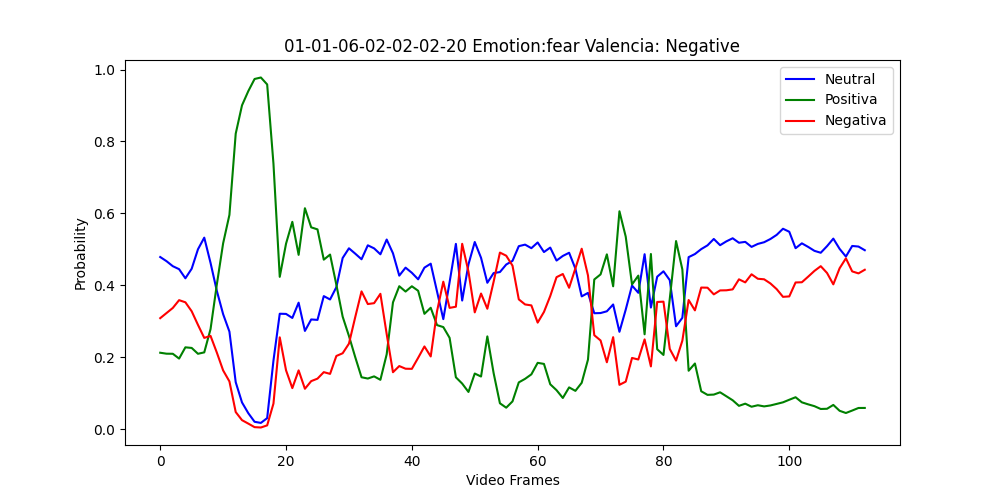 01-01-06-02-02-02-20 Emotion:fear Valencia: Negative
1.0
0.8
0.6
0.4
0.2
0.0
Probability
Neutral
Positiva
Negativa
0 20 40 60 80 100
Video Frames